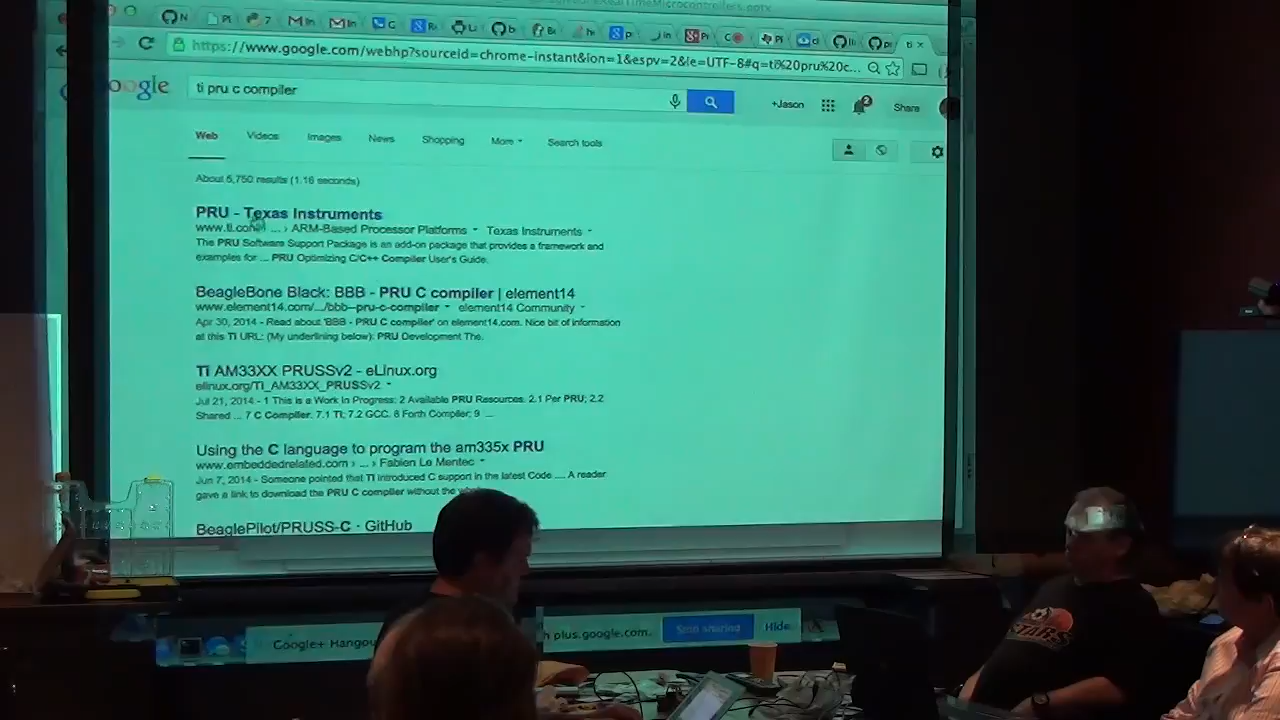 https://www.google.com/webhp?sourceid=chrome-instant&ion=1&espv=2&ie=UTF-8#q=ti%20pru%20c...
oogle
ti pru c compiler
+Jason
2
Share
Web Videos Images News Shopping More Search tools
About 5,750 results (1.16 seconds)
PRU - Texas Instruments
www.ti.com ... › ARM-Based Processor Platforms Texas Instruments
The PRU Software Support Package is an add-on package that provides a framework and
examples for ... PRU Optimizing C/C++ Compiler User's Guide.
BeagleBone Black: BBB - PRU C compiler | element14
www.element14.com/.../bbb--pru-c-compiler element14 Community
Apr 30, 2014 - Read about 'BBB - PRU C compiler' on element14.com. Nice bit of information
at this TI URL: (My underlining below): PRU Development The.
TI AM33XX PRUSSv2 - eLinux.org
elinux.org/TI_AM33XX_PRUSSv2
Jul 21, 2014 - 1 This is a Work In Progress; 2 Available PRU Resources. 2.1 Per PRU; 2.2
Shared ... 7 C Compiler. 7.1 TI; 7.2 GCC. 8 Forth Compiler; 9 ...
Using the C language to program the am335x PRU
www.embeddedrelated.com › ... › Fabien Le Mentec
Jun 7, 2014 - Someone pointed that TI introduced C support in the latest Code .... A reader
gave a link to download the PRU C compiler without the
BeaglePilot/PRUSS-C · GitHub
Google+ Hangou
h plus.google.com.
Stop sharing
Hide
STARS